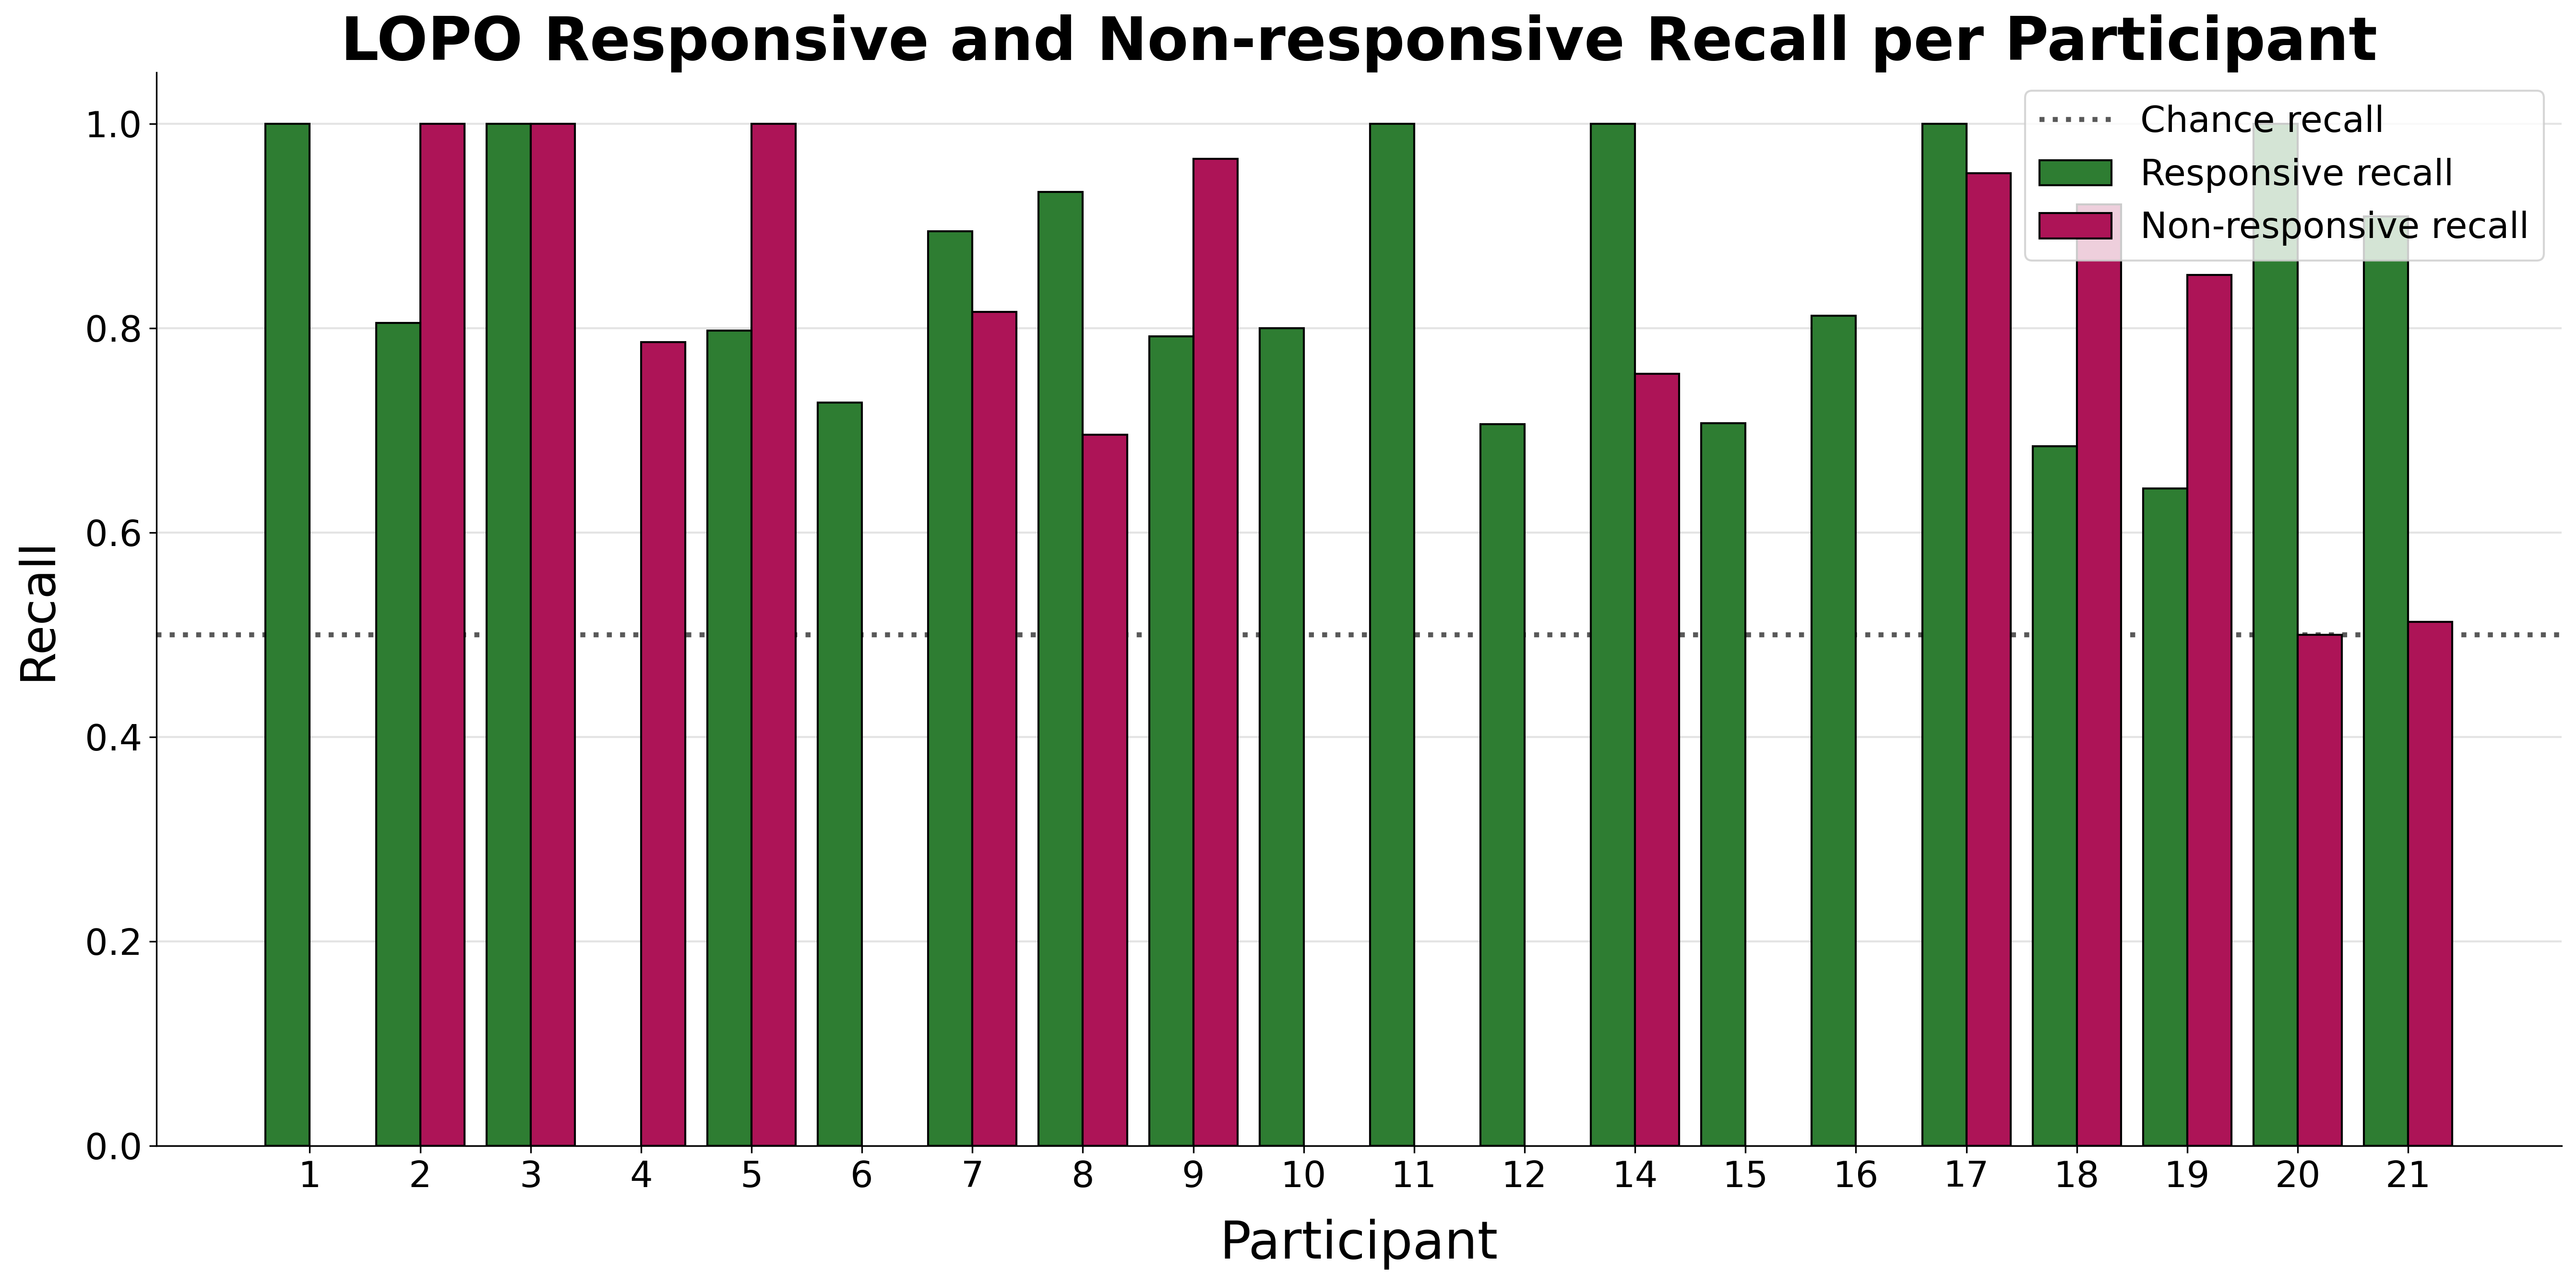 LOPO Responsive and Non-responsive Recall per Participant
Chance recall
Responsive recall
Non-responsive recall
Recall
1.0
0.8
0.6
0.4
0.2
0.0
1 2 3 4 5 6 7 8 9 10 11 12 14 15 16 17 18 19 20 21
Participant